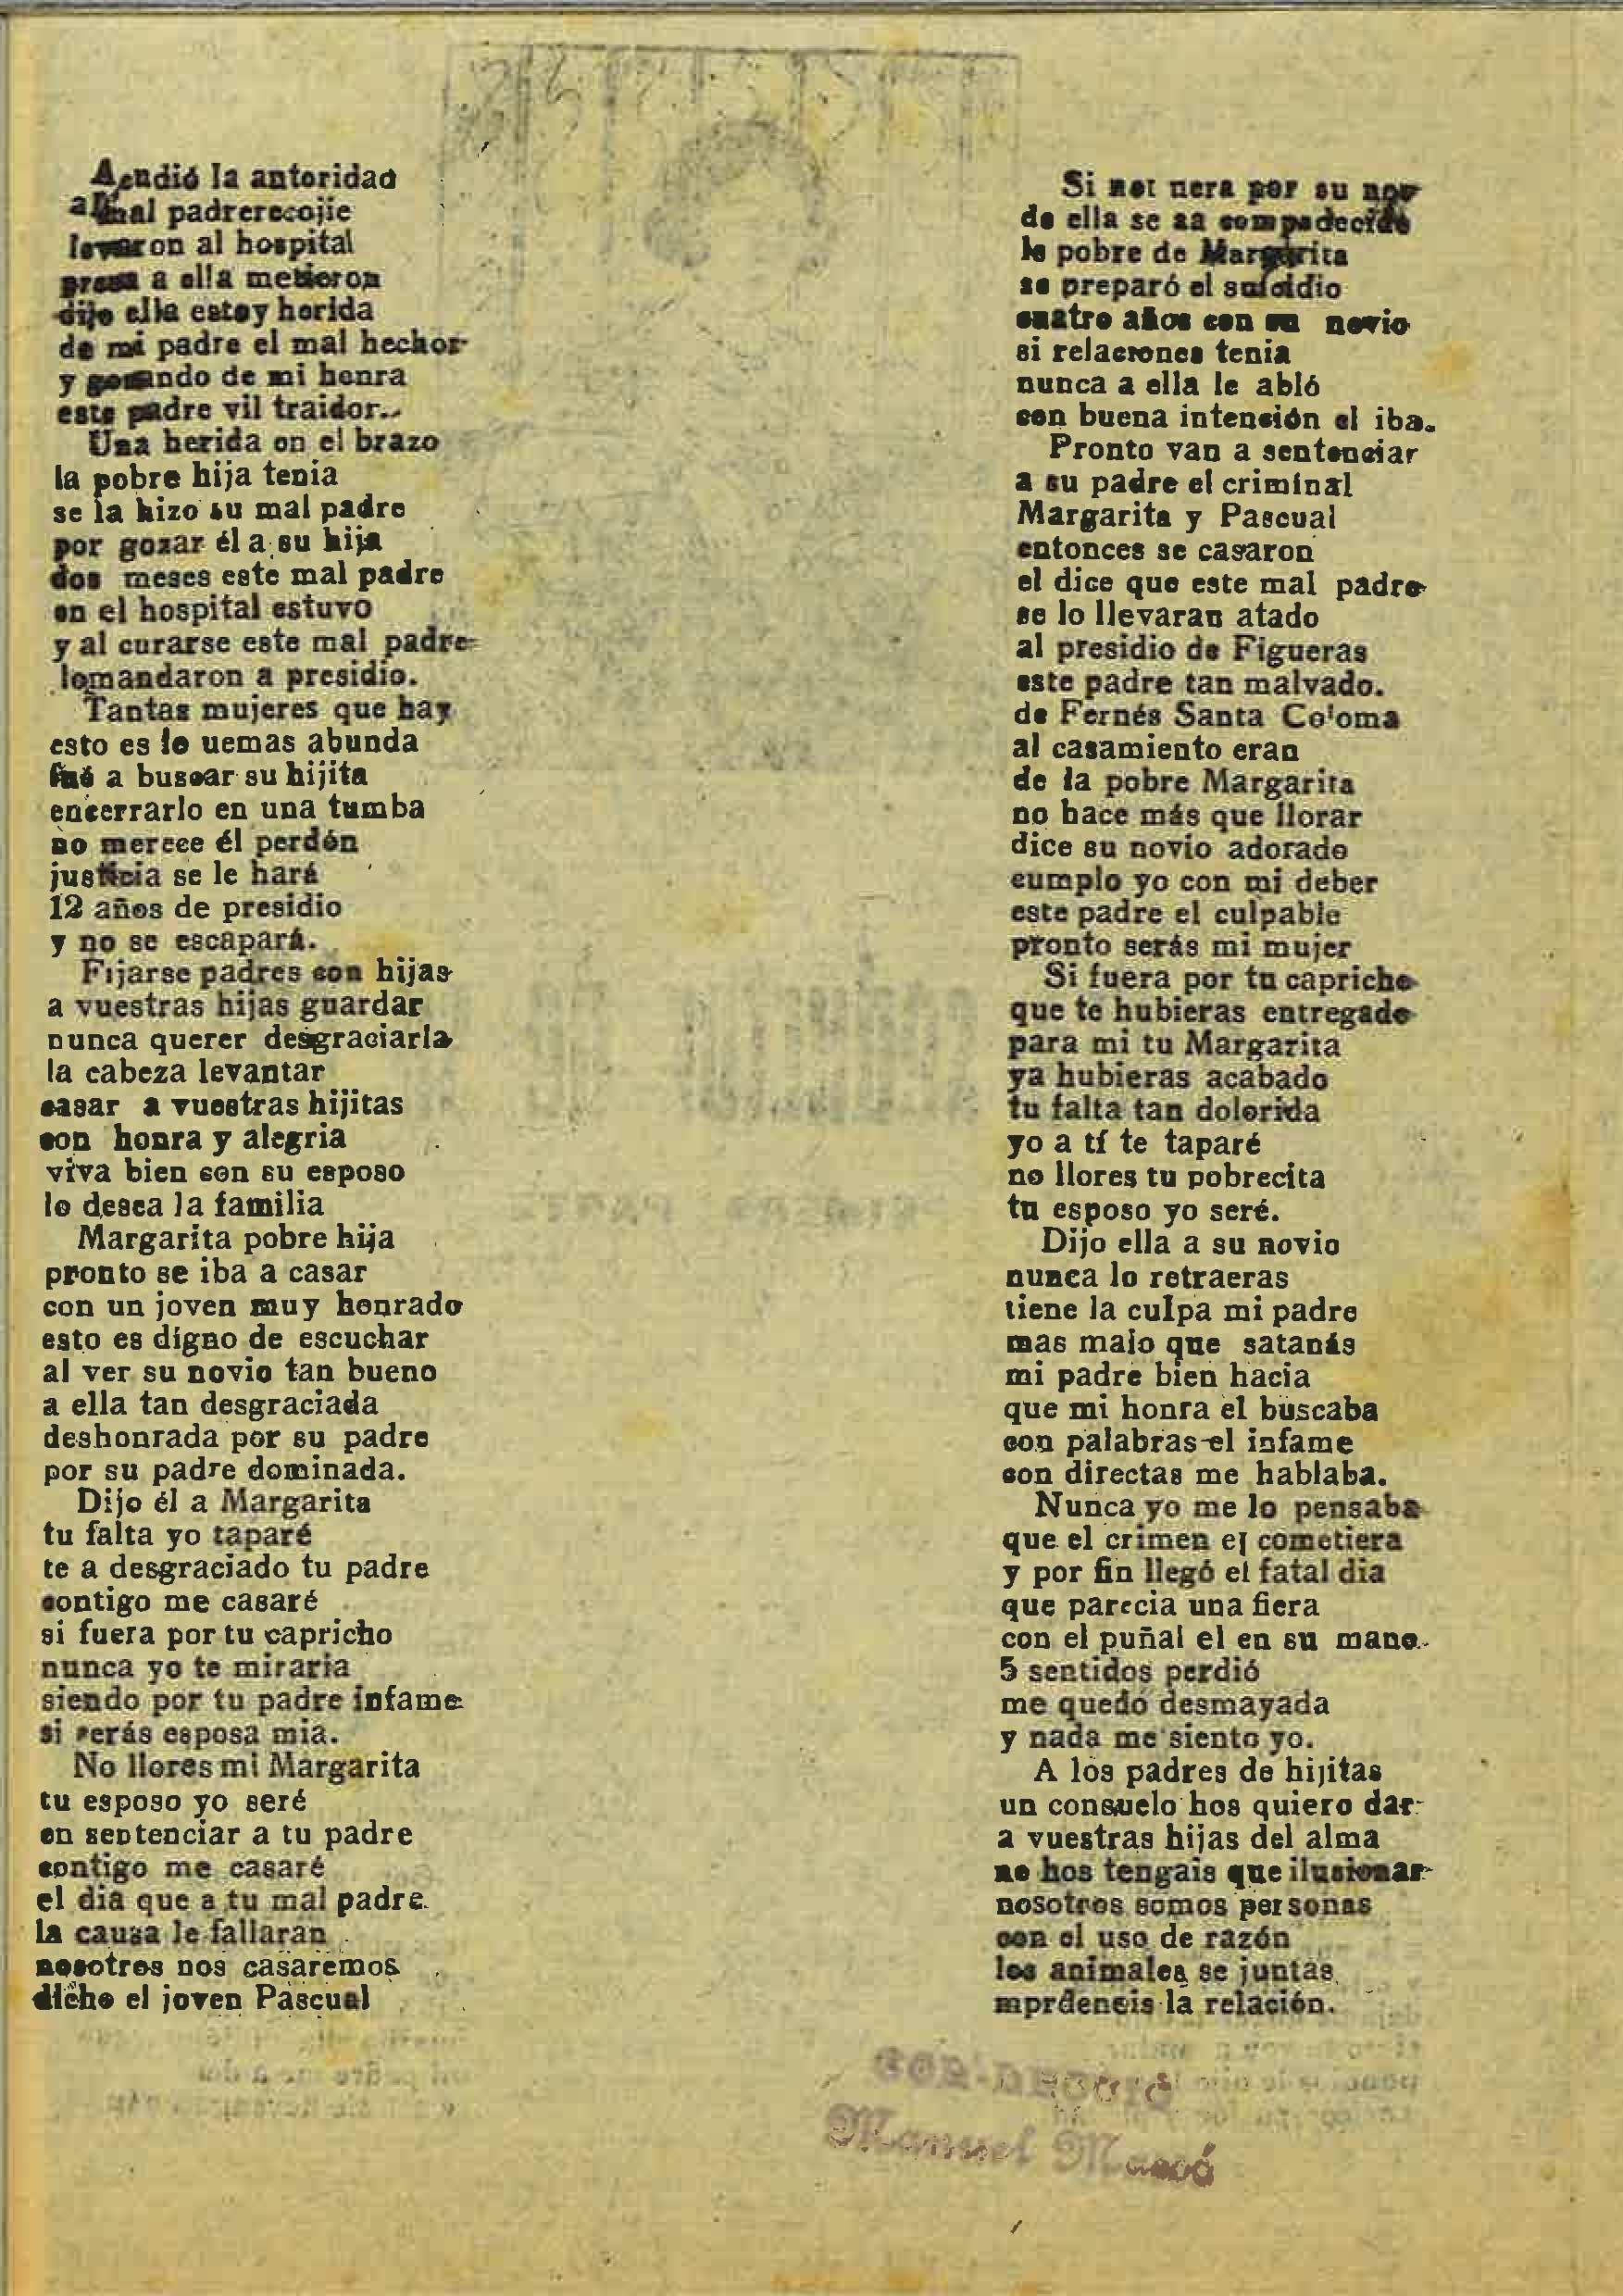 Acudió la antoridad
al mal padrerecojie
levaron al hospital
presa a ella metieron
dijo ella estoy herida
de mi padre el mal hechor
y gozando de mi honra
este padre vil traidor..
Una herida en el brazo
la pobre hija tenia
se la hizo su mal padre
por gozar él a su hija
dos meses este mal padre
en el hospital estuvo
y al curarse este mal padre
lomandaron a presidio.
Tantas mujeres que hay
esto es lo uemas abunda
fué a buscar su hijita
encerrarlo en una tumba
no merece él perdón
justicia se le hará
12 años de presidio
y no se escapará.
Fijarse padres con hijas
a vuestras hijas guardar
nunca querer desgraciarla
la cabeza levantar
casar a vuestras hijitas
con honra y alegria
viva bien con su esposo
lo desea la familia
Margarita pobre hija
pronto se iba a casar
con un joven muy honrado
esto es digno de escuchar
al ver su novio tan bueno
a ella tan desgraciada
deshonrada por su padre
por su padre dominada.
Dijo él a Margarita
tu falta yo taparé
te a desgraciado tu padre
contigo me casaré
si fuera por tu capricho
nunca yo te miraria
siendo por tu padre infame
si serás esposa mia.
No llores mi Margarita
tu esposo yo seré
en sentenciar a tu padre
contigo me casaré
el dia que a tu mal padre
la causa le fallaran
nosotros nos casaremos
dicho el joven Pascual
Si por su
de ella se aa compadecido
la pobre de Margarita
se preparó el suicidio
cuatro años con su novio
si relaciones tenia
nunca a ella le abló
con buena intención el iba.
Pronto van a sentenciar
a su padre el criminal
Margarita y Pascual
entonces se casaron
el dice que este mal padre
se lo llevaran atado
al presidio de Figueras
este padre tan malvado.
de Fernés Santa Coloma
al casamiento eran
de la pobre Margarita
no hace más que llorar
dice su novio adorado
cumplo yo con mi deber
este padre el culpable
pronto serás mi mujer
Si fuera por tu capricho
que te hubieras entregado
para mi tu Margarita
ya hubieras acabado
tu falta tan dolorida
yo a tí te taparé
no llores tu pobrecita
tu esposo yo seré.
Dijo ella a su novio
nunca lo retraeras
tiene la culpa mi padre
mas malo que satanás
mi padre bien hacia
que mi honra el buscaba
con palabras el infame
con directas me hablaba.
Nunca yo me lo pensaba
que el crimen el cometiera
y por fin llegó el fatal dia
que parecia una fiera
con el puñal el en su mano
5 sentidos perdió
me quedó desmayada
y nada me siento yo.
A los padres de hijitas
un consuelo hos quiero dar
a vuestras hijas del alma
no hos tengais que ilusionar
nosotros somos personas
con el uso de razón
los animales se juntas
mprdeneis la relación.
Manuel